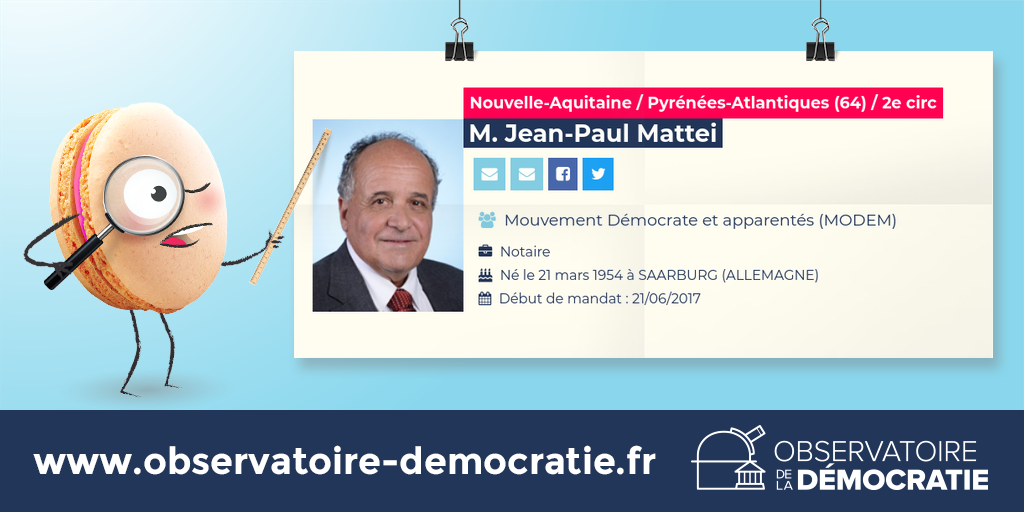 Nouvelle-Aquitaine / Pyrénées-Atlantiques (64) / 2e circ
M. Jean-Paul Mattei
Mouvement Démocrate et apparentés (MODEM)
Notaire
Né le 21 mars 1954 à SAARBURG (ALLEMAGNE)
Début de mandat : 21/06/2017
www.observatoire-democratie.fr
OBSERVATOIRE
DE LA DÉMOCRATIE